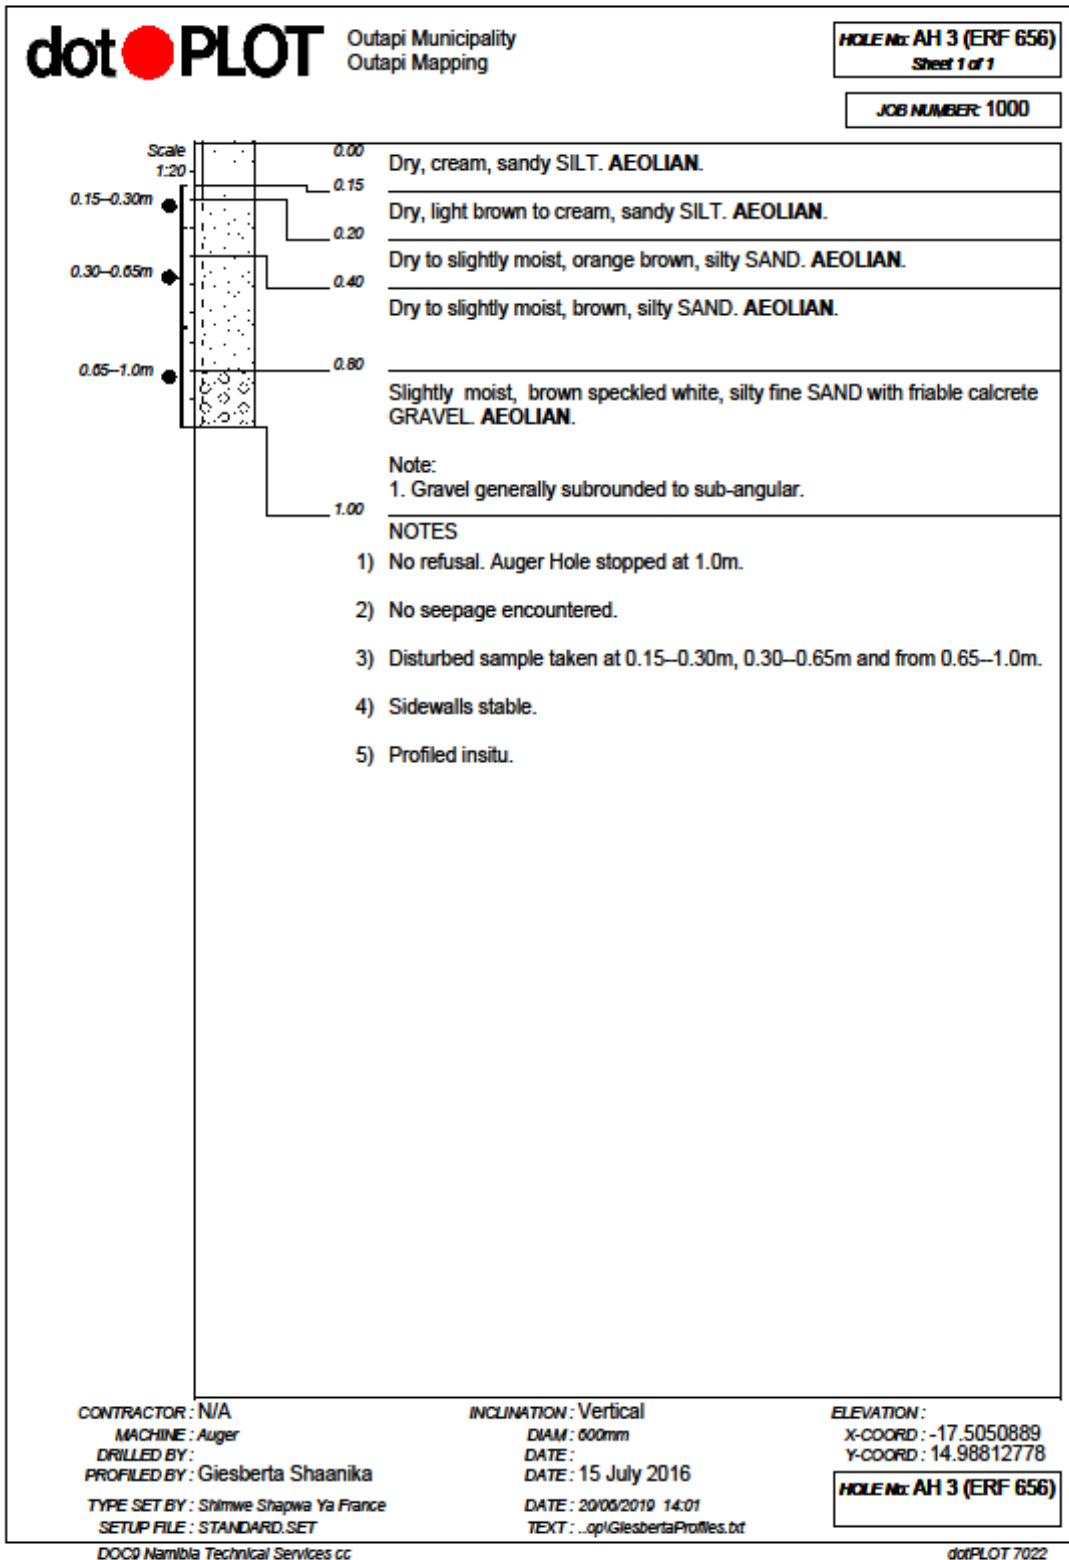 dot PLOT
Outapi Municipality
Outapi Mapping
HOLE No: AH 3 (ERF 656)
Sheet 1 of 1
JOB NUMBER: 1000
Scale
1:20
0.00
Dry, cream, sandy SILT. AEOLIAN.
0.15
0.15--0.30m
Dry, light brown to cream, sandy SILT. AEOLIAN.
0.20
Dry to slightly moist, orange brown, silty SAND. AEOLIAN.
0.30--0.65m
0.40
Dry to slightly moist, brown, silty SAND. AEOLIAN.
0.80
0.65--1.0m
Slightly moist, brown speckled white, silty fine SAND with friable calcrete
GRAVEL. AEOLIAN.
Note:
1. Gravel generally subrounded to sub-angular.
1.00
NOTES
1) No refusal. Auger Hole stopped at 1.0m.
2) No seepage encountered.
3) Disturbed sample taken at 0.15--0.30m, 0.30--0.65m and from 0.65--1.0m.
4) Sidewalls stable.
5) Profiled insitu.
CONTRACTOR : N/A
MACHINE : Auger
DRILLED BY :
PROFILED BY : Giesberta Shaanika
TYPE SET BY : Shimwe Shapwa Ya France
SETUP FILE : STANDARD.SET
INCLINATION : Vertical
DIAM : 600mm
DATE :
DATE : 15 July 2016
DATE : 20/06/2019 14:01
TEXT : ..op\GiesbertaProfiles.txt
ELEVATION :
X-COORD : -17.5050889
Y-COORD : 14.98812778
HOLE No: AH 3 (ERF 656)
DOC9 Namibia Technical Services cc
dotPLOT 7022